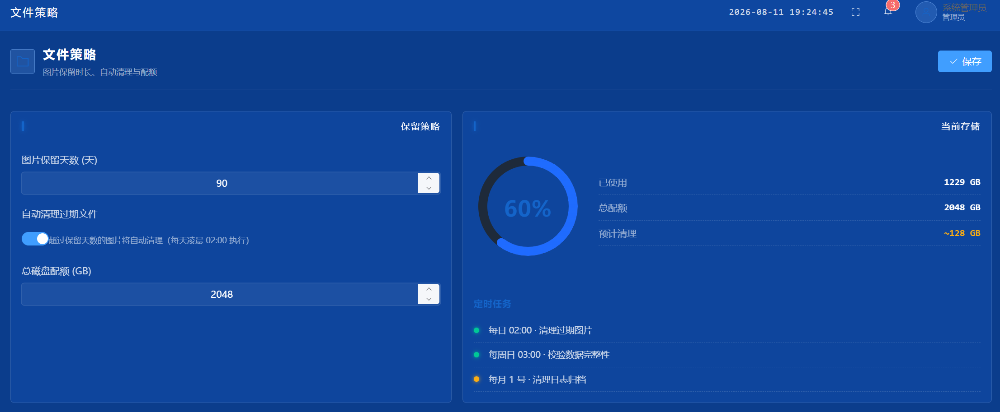 文件策略
2026-08-11 19:24:45
3
系统管理员
管理员
文件策略
图片保留时长、自动清理与配额
保存
保留策略
图片保留天数 (天)
90
自动清理过期文件
超过保留天数的图片将自动清理（每天凌晨 02:00 执行）
总磁盘配额 (GB)
2048
当前存储
60%
已使用 1229 GB
总配额 2048 GB
预计清理 ~128 GB
定时任务
每日 02:00 · 清理过期图片
每周日 03:00 · 校验数据完整性
每月 1 号 · 清理日志归档